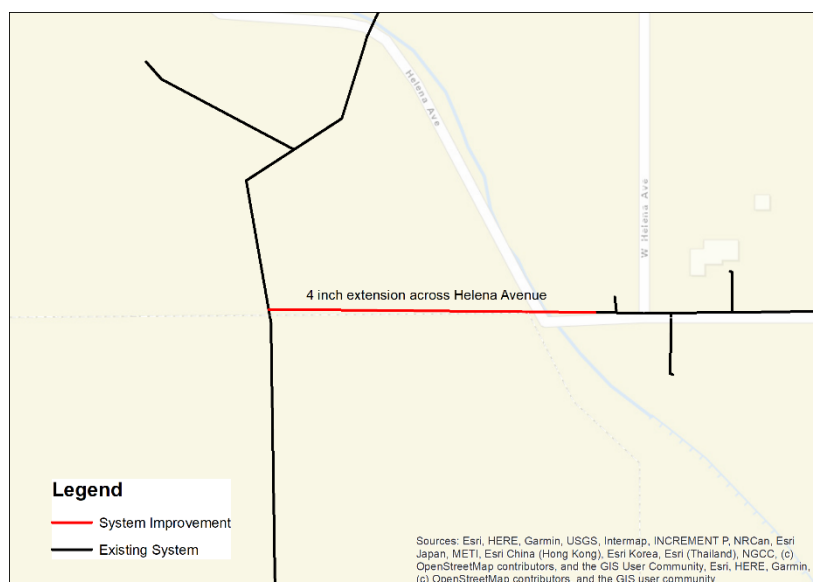 Helena Ave
W Helena Ave
4 inch extension across Helena Avenue
Legend
System Improvement
Existing System
Sources: Esri, HERE, Garmin, USGS, Intermap, INCREMENT P, NRCan, Esri
Japan, METI, Esri China (Hong Kong), Esri Korea, Esri (Thailand), NGCC, (c)
OpenStreetMap contributors, and the GIS User Community, Esri, HERE, Garmin,
(c) OpenStreetMap contributors, and the GIS user community